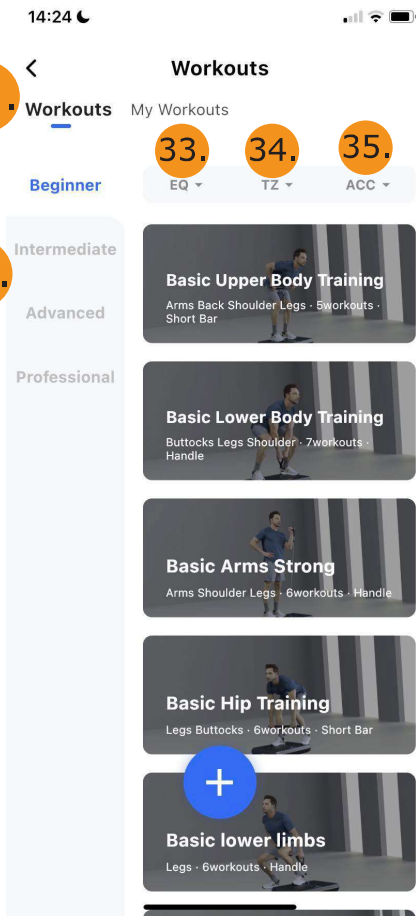 14:24
Workouts
. Workouts My Workouts
33. 34. 35.
Beginner EQ TZ ACC
Intermediate
.
Advanced
Professional
Basic Upper Body Training
Arms Back Shoulder Legs · 5workouts ·
Short Bar
Basic Lower Body Training
Buttocks Legs Shoulder · 7workouts ·
Handle
Basic Arms Strong
Arms Shoulder Legs · 6workouts · Handle
Basic Hip Training
Legs Buttocks · 6workouts · Short Bar
+
Basic lower limbs
Legs · 6workouts · Handle